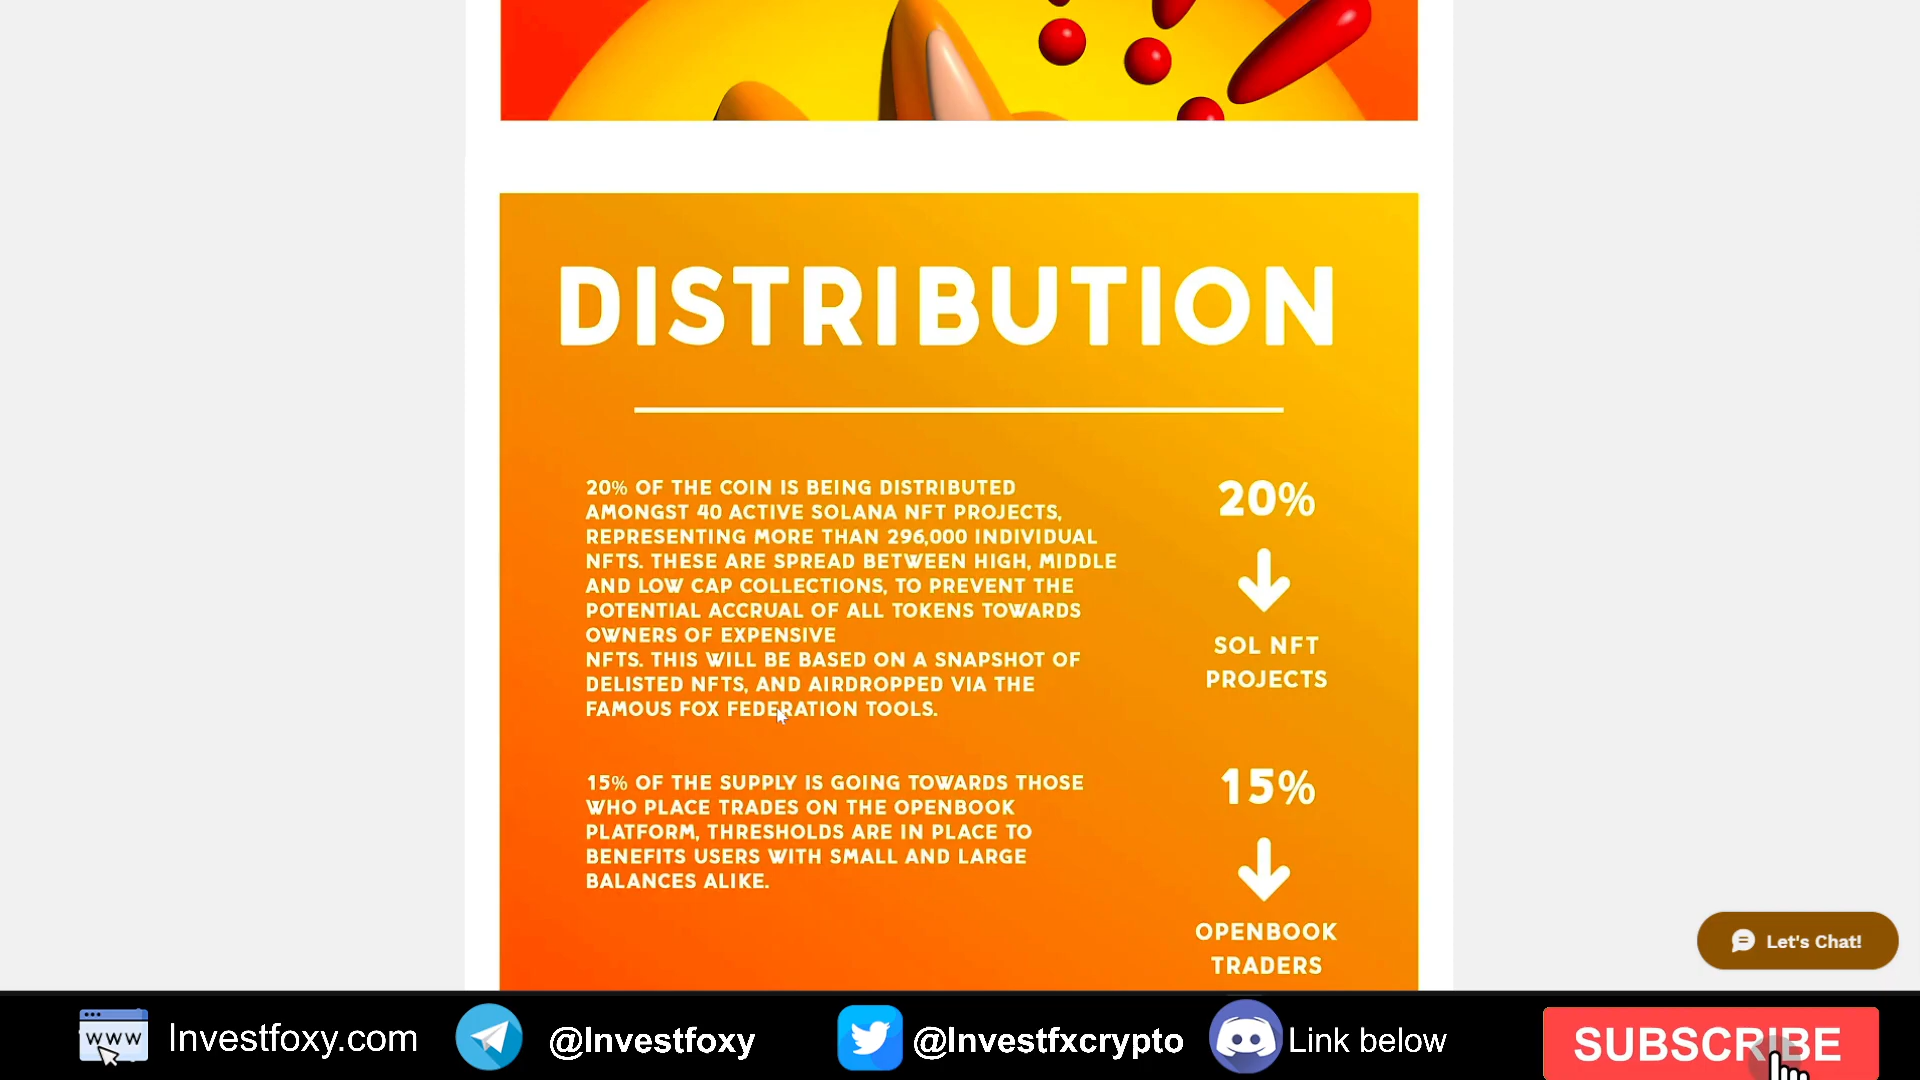 DISTRIBUTION
20% OF THE COIN IS BEING DISTRIBUTED
AMONGST 40 ACTIVE SOLANA NFT PROJECTS,
REPRESENTING MORE THAN 296,000 INDIVIDUAL
NFTS. THESE ARE SPREAD BETWEEN HIGH, MIDDLE
AND LOW CAP COLLECTIONS, TO PREVENT THE
POTENTIAL ACCRUAL OF ALL TOKENS TOWARDS
OWNERS OF EXPENSIVE
NFTS. THIS WILL BE BASED ON A SNAPSHOT OF
DELISTED NFTS, AND AIRDROPPED VIA THE
FAMOUS FOX FEDERATION TOOLS.
20%
SOL NFT
PROJECTS
15% OF THE SUPPLY IS GOING TOWARDS THOSE
WHO PLACE TRADES ON THE OPENBOOK
PLATFORM, THRESHOLDS ARE IN PLACE TO
BENEFITS USERS WITH SMALL AND LARGE
BALANCES ALIKE.
15%
OPENBOOK
TRADERS
Let's Chat!
WWW
Investfoxy.com
@Investfoxy
@Investfxcrypto
Link below
SUBSCRIBE